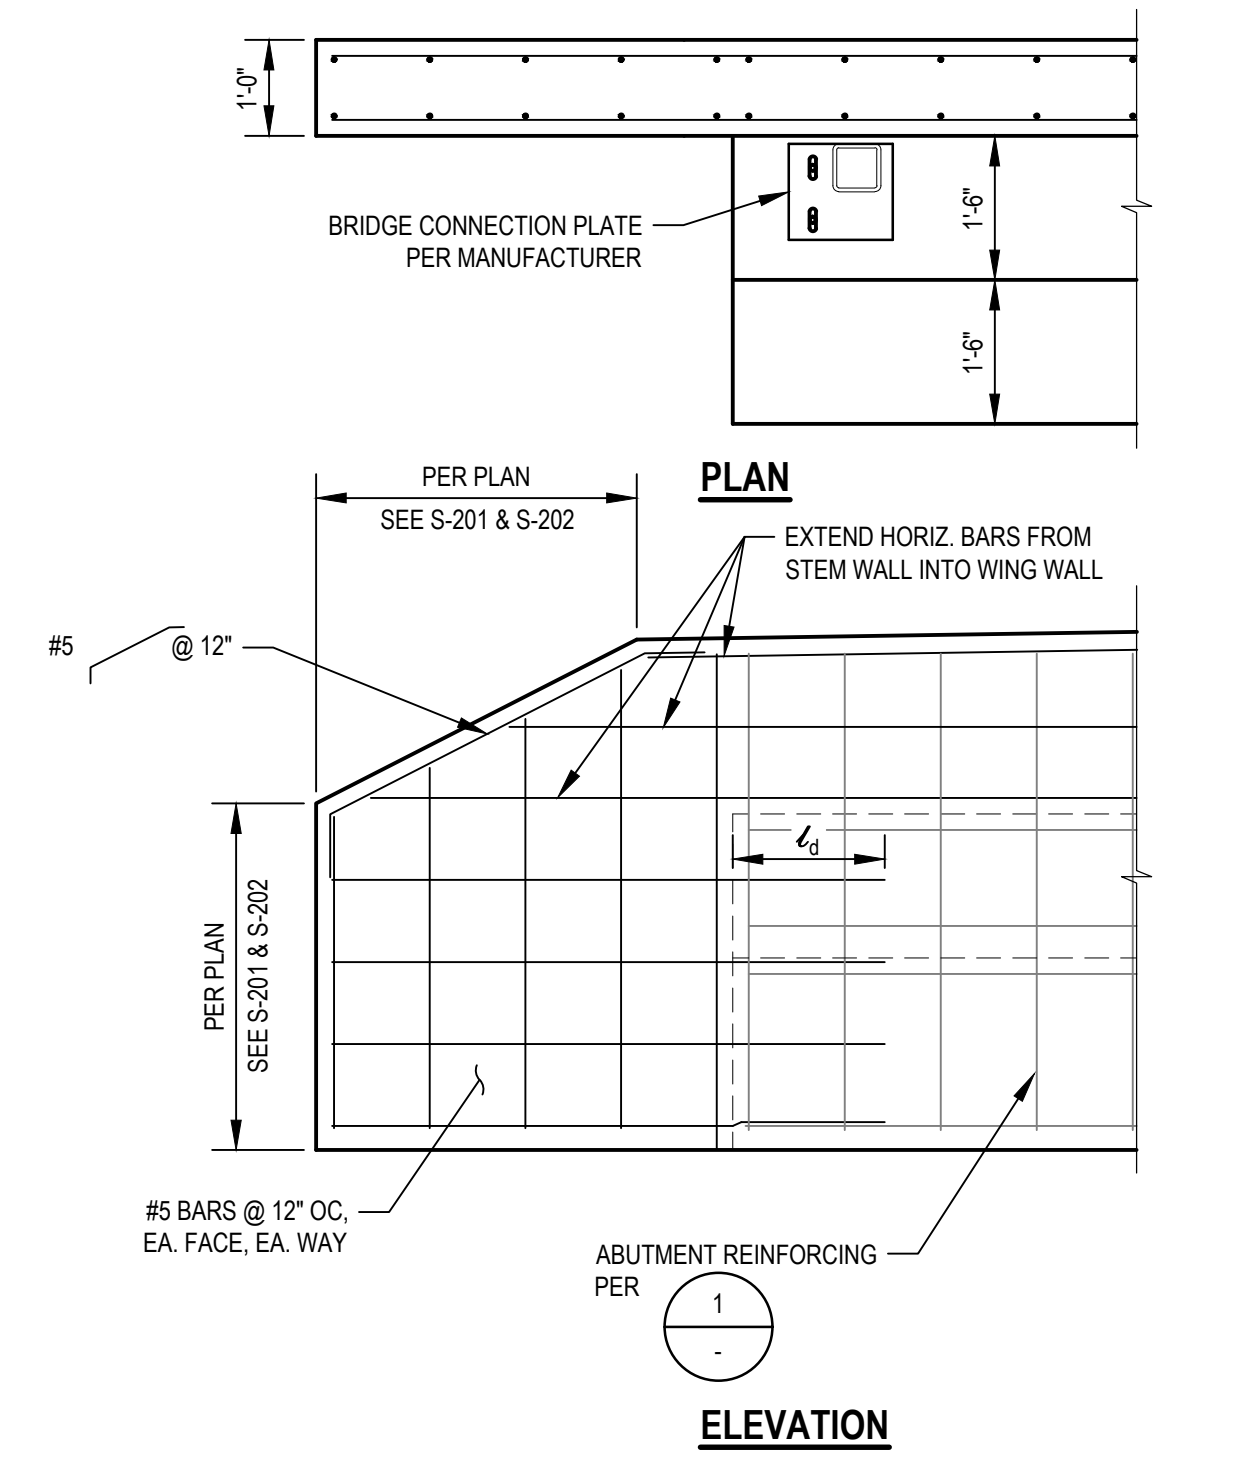 1'-0"
BRIDGE CONNECTION PLATE
PER MANUFACTURER
1'-6"
1'-6"
PLAN
PER PLAN
SEE S-201 & S-202
EXTEND HORIZ. BARS FROM
STEM WALL INTO WING WALL
#5 @ 12"
ℓd
PER PLAN
SEE S-201 & S-202
#5 BARS @ 12" OC,
EA. FACE, EA. WAY
ABUTMENT REINFORCING
PER
1
-
ELEVATION